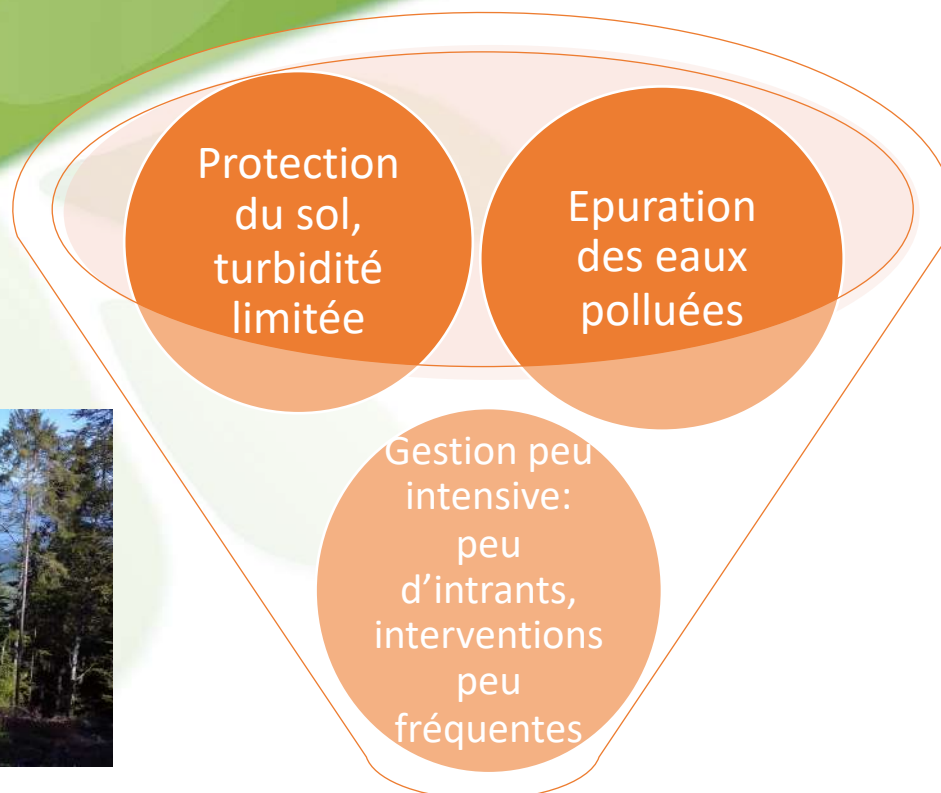 Protection
du sol,
turbidité
limitée
Epuration
des eaux
polluées
Gestion peu
intensive:
peu
d’intrants,
interventions
peu
fréquentes